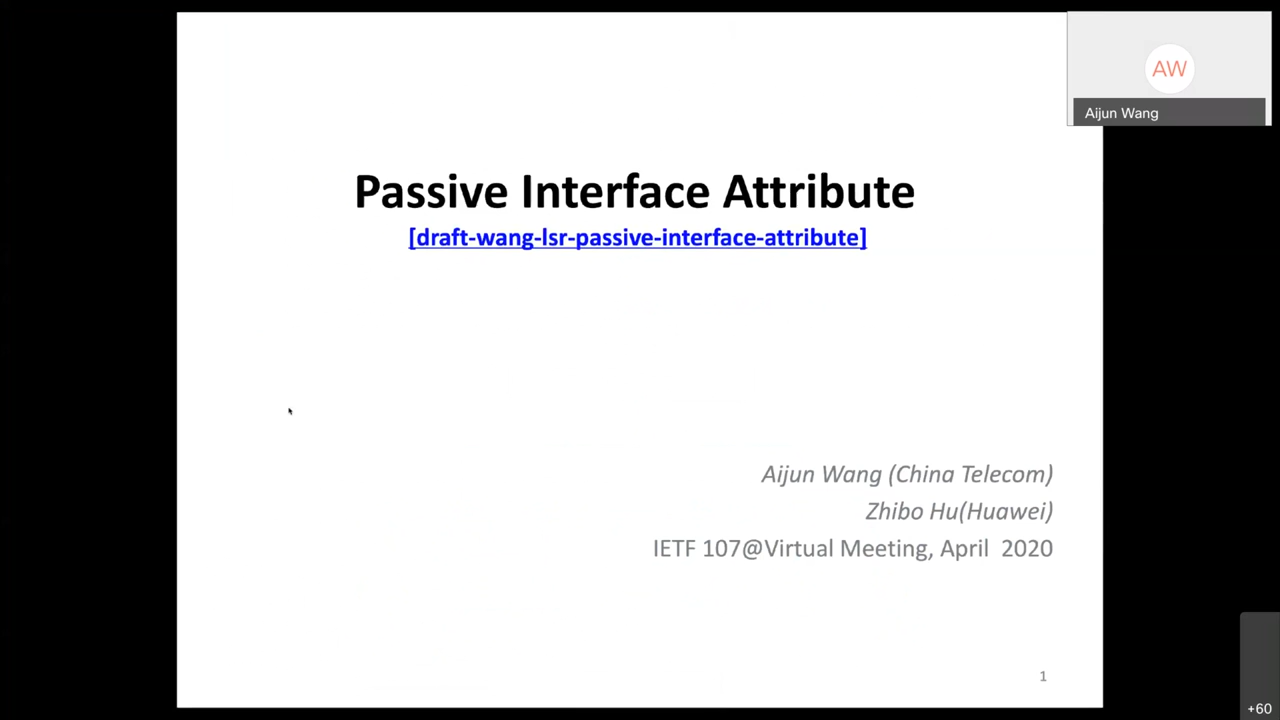 AW
Aijun Wang
Passive Interface Attribute
[draft-wang-lsr-passive-interface-attribute]
Aijun Wang (China Telecom)
Zhibo Hu(Huawei)
IETF 107@Virtual Meeting, April  2020
1
+60